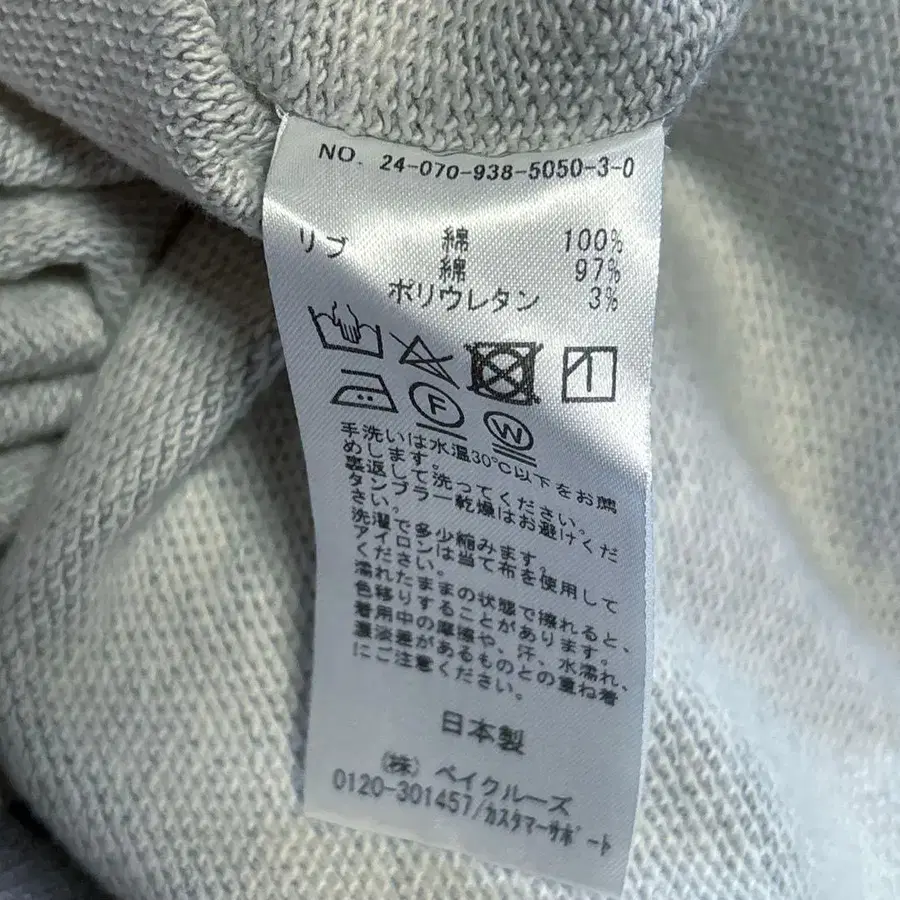 NO. 24-070-938-5050-3-0
綿 100%
リブ 綿 97%
ポリウレタン 3%
F
W
手洗いは水温30℃以下をお薦
めします。
裏返して洗ってください。
タンブラー乾燥はお避けくだ
さい。
洗濯で多少縮みます。
アイロンは当て布を使用して
ください。
濡れたままの状態で擦れると、
色移りすることがあります。
着用中の摩擦や、汗、水濡れ、
濃淡差があるものとの重ね着
にご注意ください。
日本製
(株) ベイクルーズ
0120-301457/カスタマーサポート